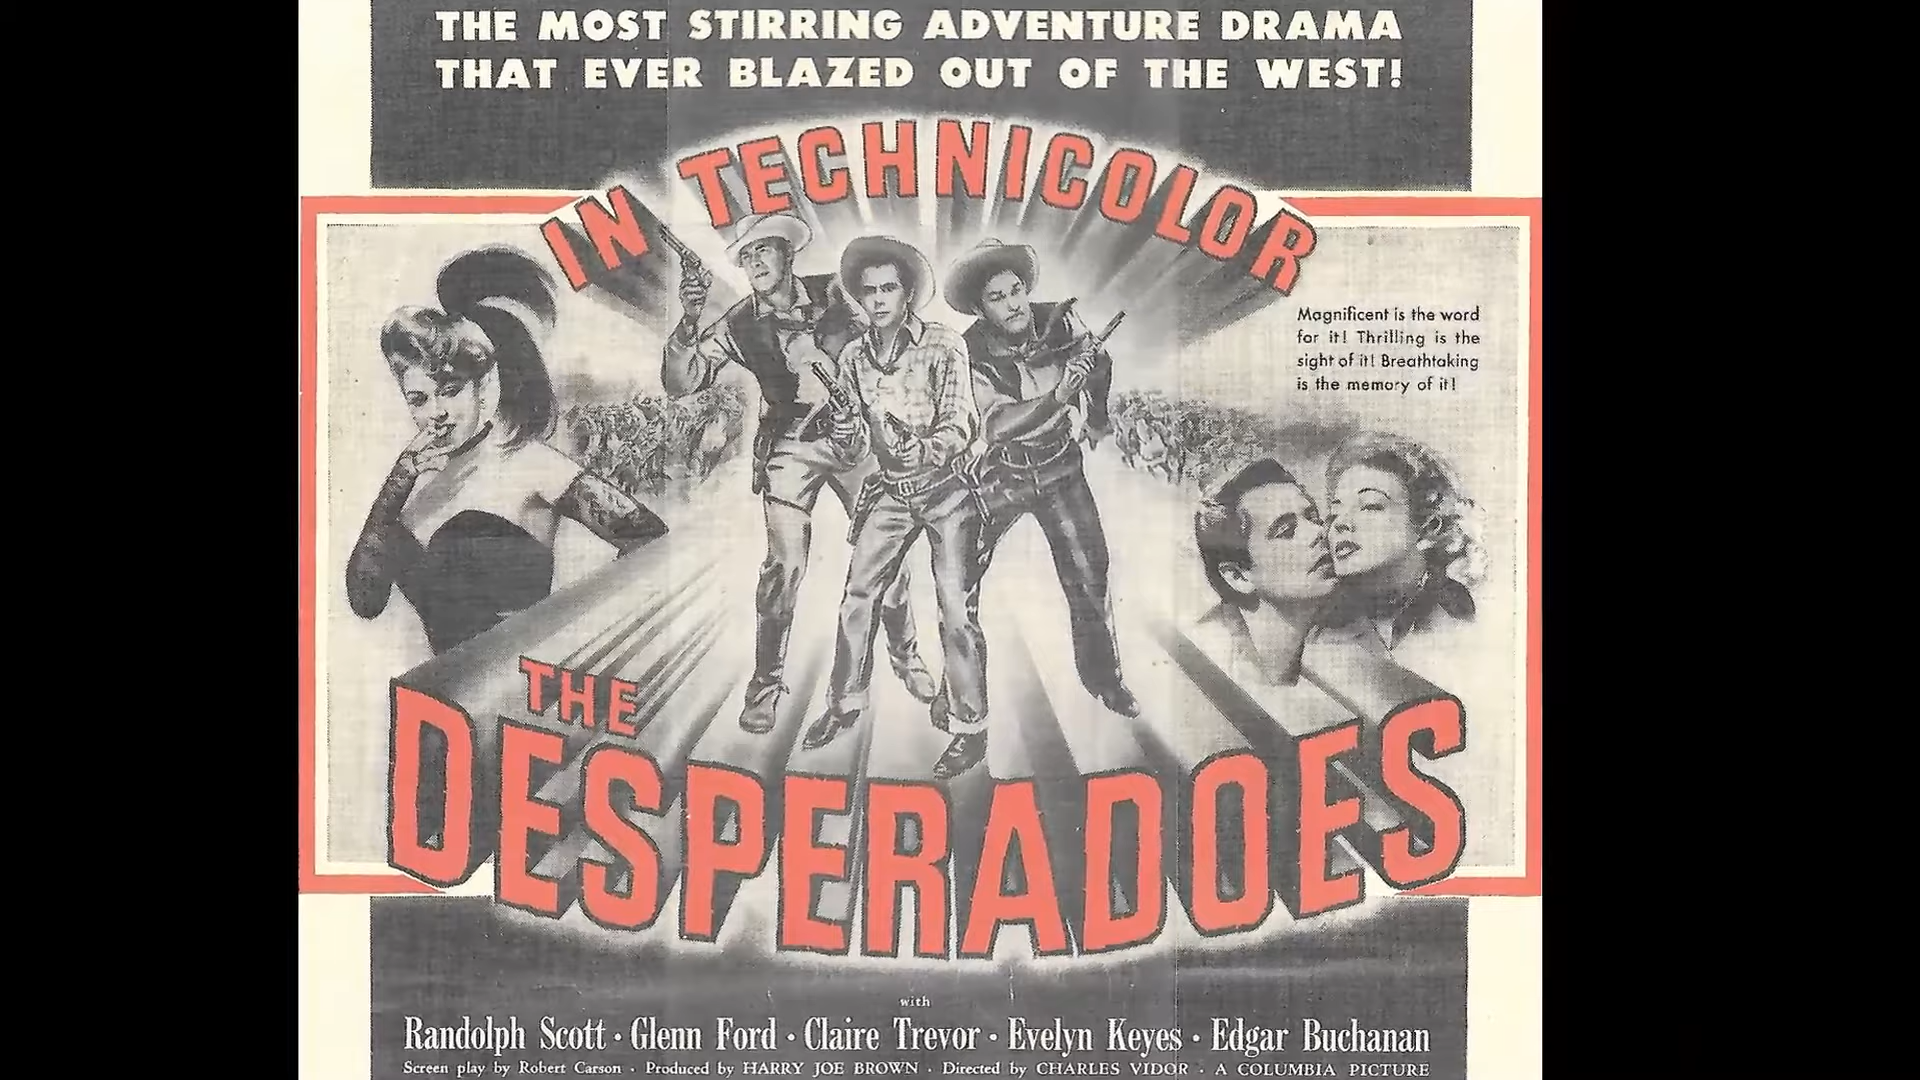 THE MOST STIRRING ADVENTURE DRAMA
THAT EVER BLAZED OUT OF THE WEST!
IN TECHNICOLOR
Magnificent is the word
for it! Thrilling is the
sight of it! Breathtaking
is the memory of it!
THE
DESPERADOES
with
Randolph Scott · Glenn Ford · Claire Trevor · Evelyn Keyes · Edgar Buchanan
Screen play by Robert Carson · Produced by HARRY JOE BROWN · Directed by CHARLES VIDOR · A COLUMBIA PICTURE